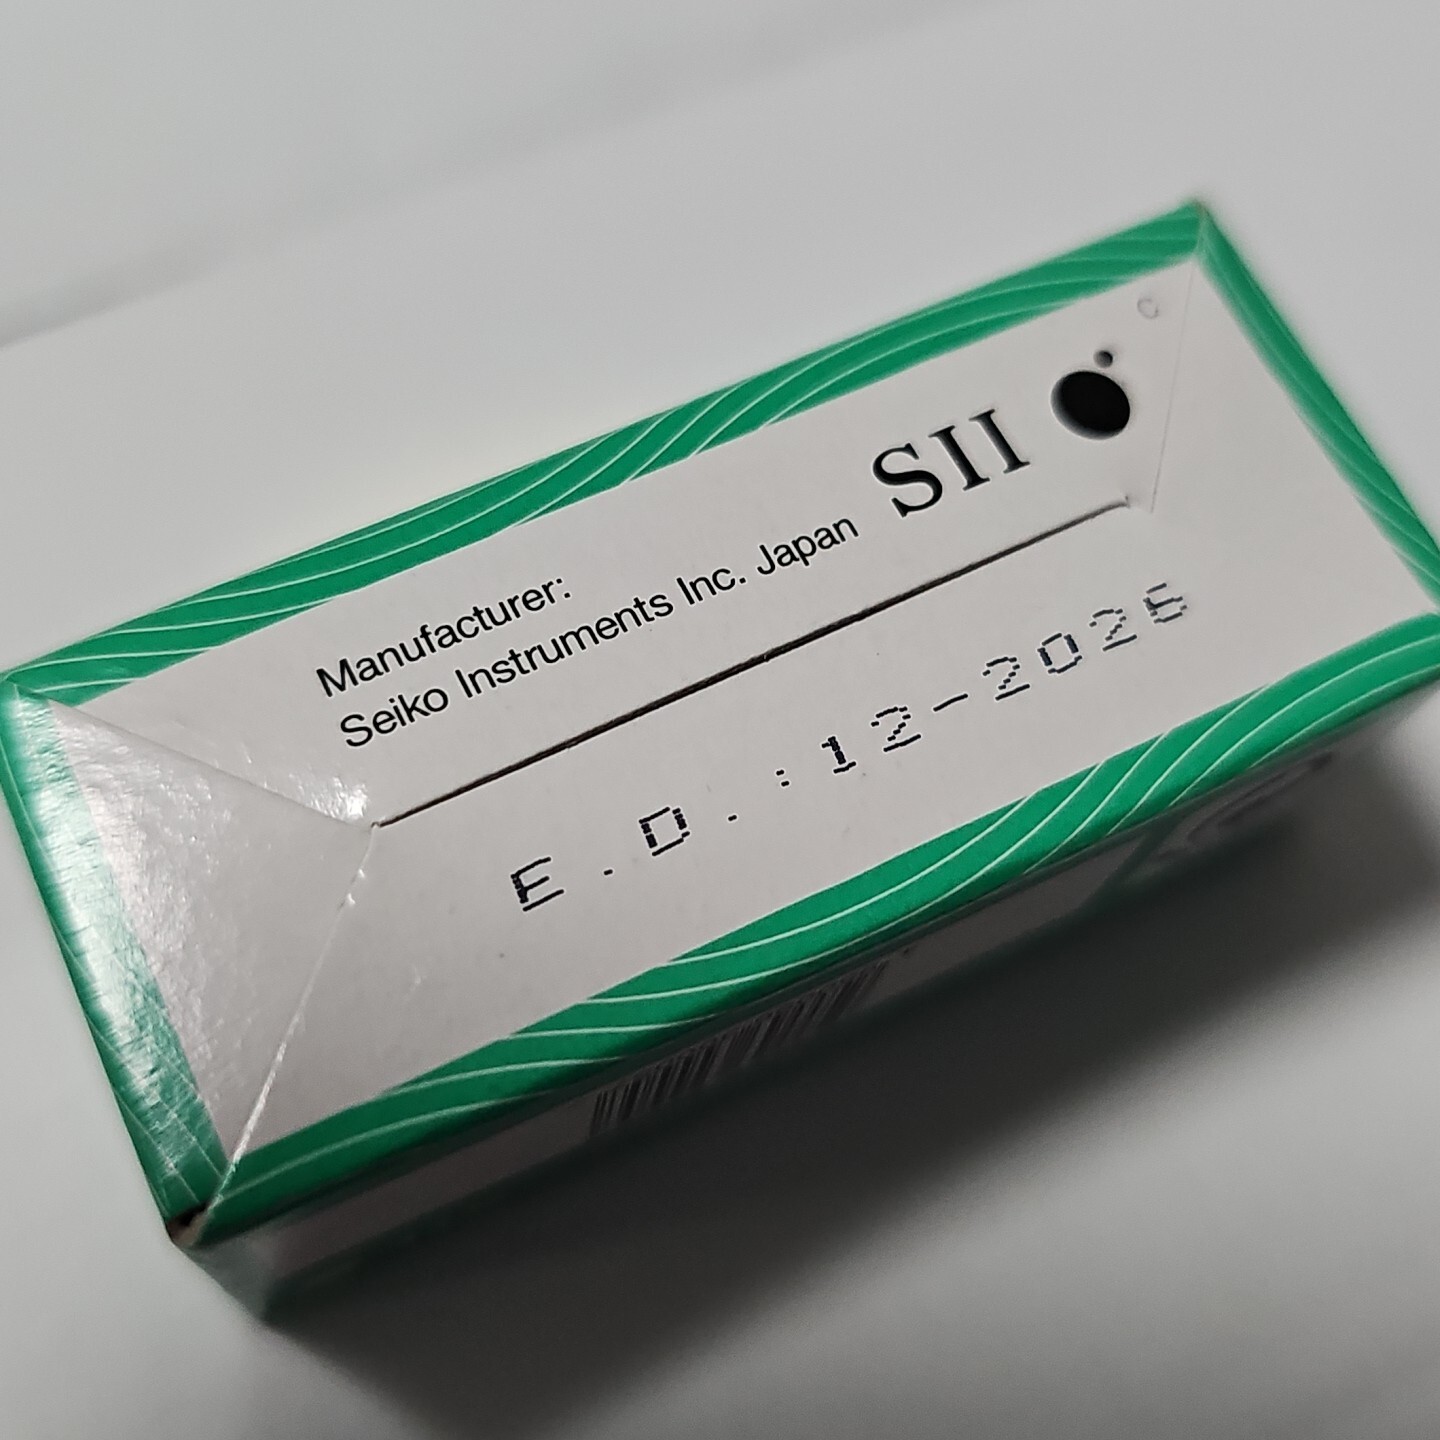 Manufacturer:
Seiko Instruments Inc. Japan
SII
E.D.:12-2026